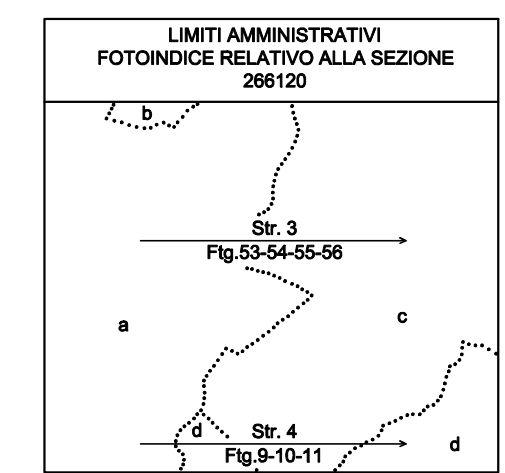 LIMITI AMMINISTRATIVI
FOTOINDICE RELATIVO ALLA SEZIONE
266120
b
Str. 3
Ftg.53-54-55-56
a
c
d
Str. 4
d
Ftg.9-10-11